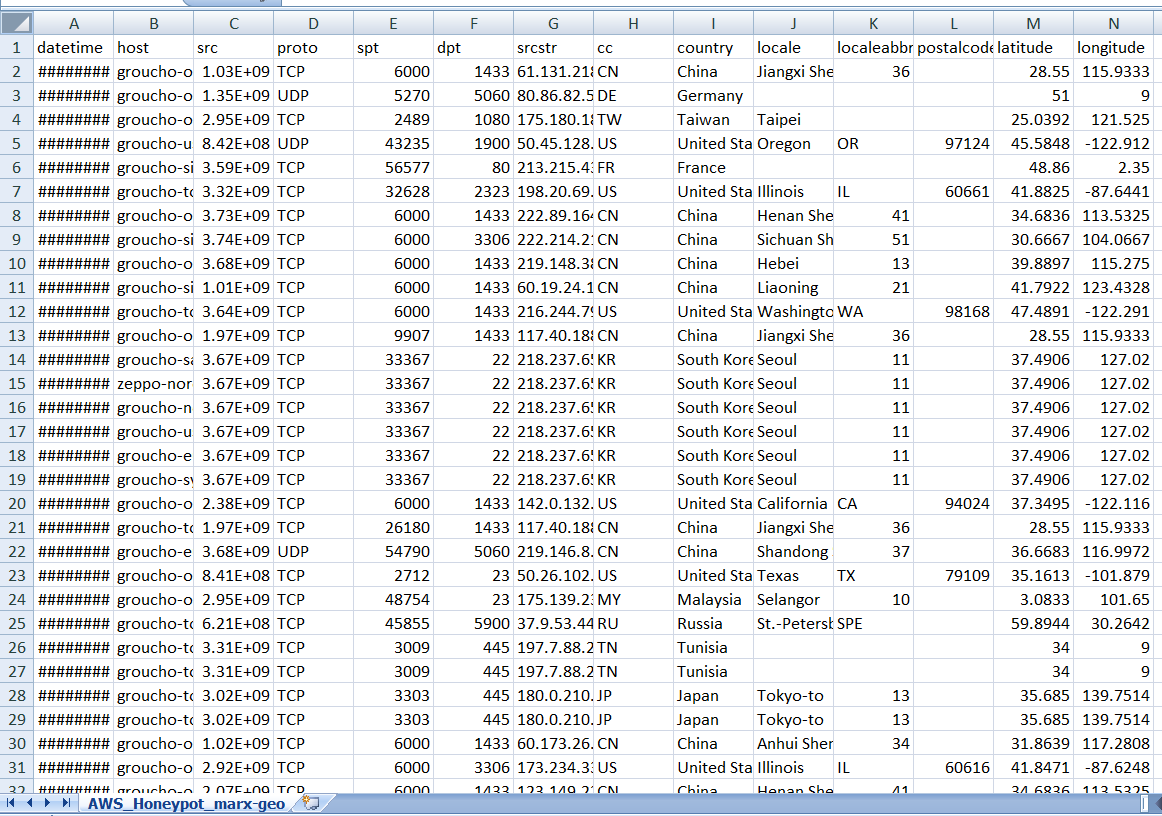 A B C D E F G H I J K L M N
1 datetime host src proto spt dpt srcstr cc country locale localeabbr postalcode latitude longitude
2 ######## groucho-o 1.03E+09 TCP 6000 1433 61.131.218 CN China Jiangxi She 36 28.55 115.9333
3 ######## groucho-o 1.35E+09 UDP 5270 5060 80.86.82.5 DE Germany 51 9
4 ######## groucho-o 2.95E+09 TCP 2489 1080 175.180.18 TW Taiwan Taipei 25.0392 121.525
5 ######## groucho-u 8.42E+08 UDP 43235 1900 50.45.128. US United Sta Oregon OR 97124 45.5848 -122.912
6 ######## groucho-si 3.59E+09 TCP 56577 80 213.215.43 FR France 48.86 2.35
7 ######## groucho-to 3.32E+09 TCP 32628 2323 198.20.69. US United Sta Illinois IL 60661 41.8825 -87.6441
8 ######## groucho-o 3.73E+09 TCP 6000 1433 222.89.164 CN China Henan She 41 34.6836 113.5325
9 ######## groucho-si 3.74E+09 TCP 6000 3306 222.214.21 CN China Sichuan Sh 51 30.6667 104.0667
10 ######## groucho-o 3.68E+09 TCP 6000 1433 219.148.38 CN China Hebei 13 39.8897 115.275
11 ######## groucho-si 1.01E+09 TCP 6000 1433 60.19.24.1 CN China Liaoning 21 41.7922 123.4328
12 ######## groucho-to 3.64E+09 TCP 6000 1433 216.244.79 US United Sta Washingto WA 98168 47.4891 -122.291
13 ######## groucho-o 1.97E+09 TCP 9907 1433 117.40.188 CN China Jiangxi She 36 28.55 115.9333
14 ######## groucho-sa 3.67E+09 TCP 33367 22 218.237.65 KR South Kore Seoul 11 37.4906 127.02
15 ######## zeppo-nor 3.67E+09 TCP 33367 22 218.237.65 KR South Kore Seoul 11 37.4906 127.02
16 ######## groucho-n 3.67E+09 TCP 33367 22 218.237.65 KR South Kore Seoul 11 37.4906 127.02
17 ######## groucho-u 3.67E+09 TCP 33367 22 218.237.65 KR South Kore Seoul 11 37.4906 127.02
18 ######## groucho-e 3.67E+09 TCP 33367 22 218.237.65 KR South Kore Seoul 11 37.4906 127.02
19 ######## groucho-sy 3.67E+09 TCP 33367 22 218.237.65 KR South Kore Seoul 11 37.4906 127.02
20 ######## groucho-o 2.38E+09 TCP 6000 1433 142.0.132. US United Sta California CA 94024 37.3495 -122.116
21 ######## groucho-to 1.97E+09 TCP 26180 1433 117.40.188 CN China Jiangxi She 36 28.55 115.9333
22 ######## groucho-e 3.68E+09 UDP 54790 5060 219.146.8. CN China Shandong 37 36.6683 116.9972
23 ######## groucho-o 8.41E+08 TCP 2712 23 50.26.102. US United Sta Texas TX 79109 35.1613 -101.879
24 ######## groucho-o 2.95E+09 TCP 48754 23 175.139.23 MY Malaysia Selangor 10 3.0833 101.65
25 ######## groucho-to 6.21E+08 TCP 45855 5900 37.9.53.44 RU Russia St.-Petersb SPE 59.8944 30.2642
26 ######## groucho-to 3.31E+09 TCP 3009 445 197.7.88.2 TN Tunisia 34 9
27 ######## groucho-to 3.31E+09 TCP 3009 445 197.7.88.2 TN Tunisia 34 9
28 ######## groucho-to 3.02E+09 TCP 3303 445 180.0.210. JP Japan Tokyo-to 13 35.685 139.7514
29 ######## groucho-to 3.02E+09 TCP 3303 445 180.0.210. JP Japan Tokyo-to 13 35.685 139.7514
30 ######## groucho-o 1.02E+09 TCP 6000 1433 60.173.26. CN China Anhui Sher 34 31.8639 117.2808
31 ######## groucho-o 2.92E+09 TCP 6000 3306 173.234.33 US United Sta Illinois IL 60616 41.8471 -87.6248
32 ######## groucho-o 2.07E+09 TCP 6000 1433 123.149.21 CN China Henan She 41 34.6836 113.5325
AWS_Honeypot_marx-geo